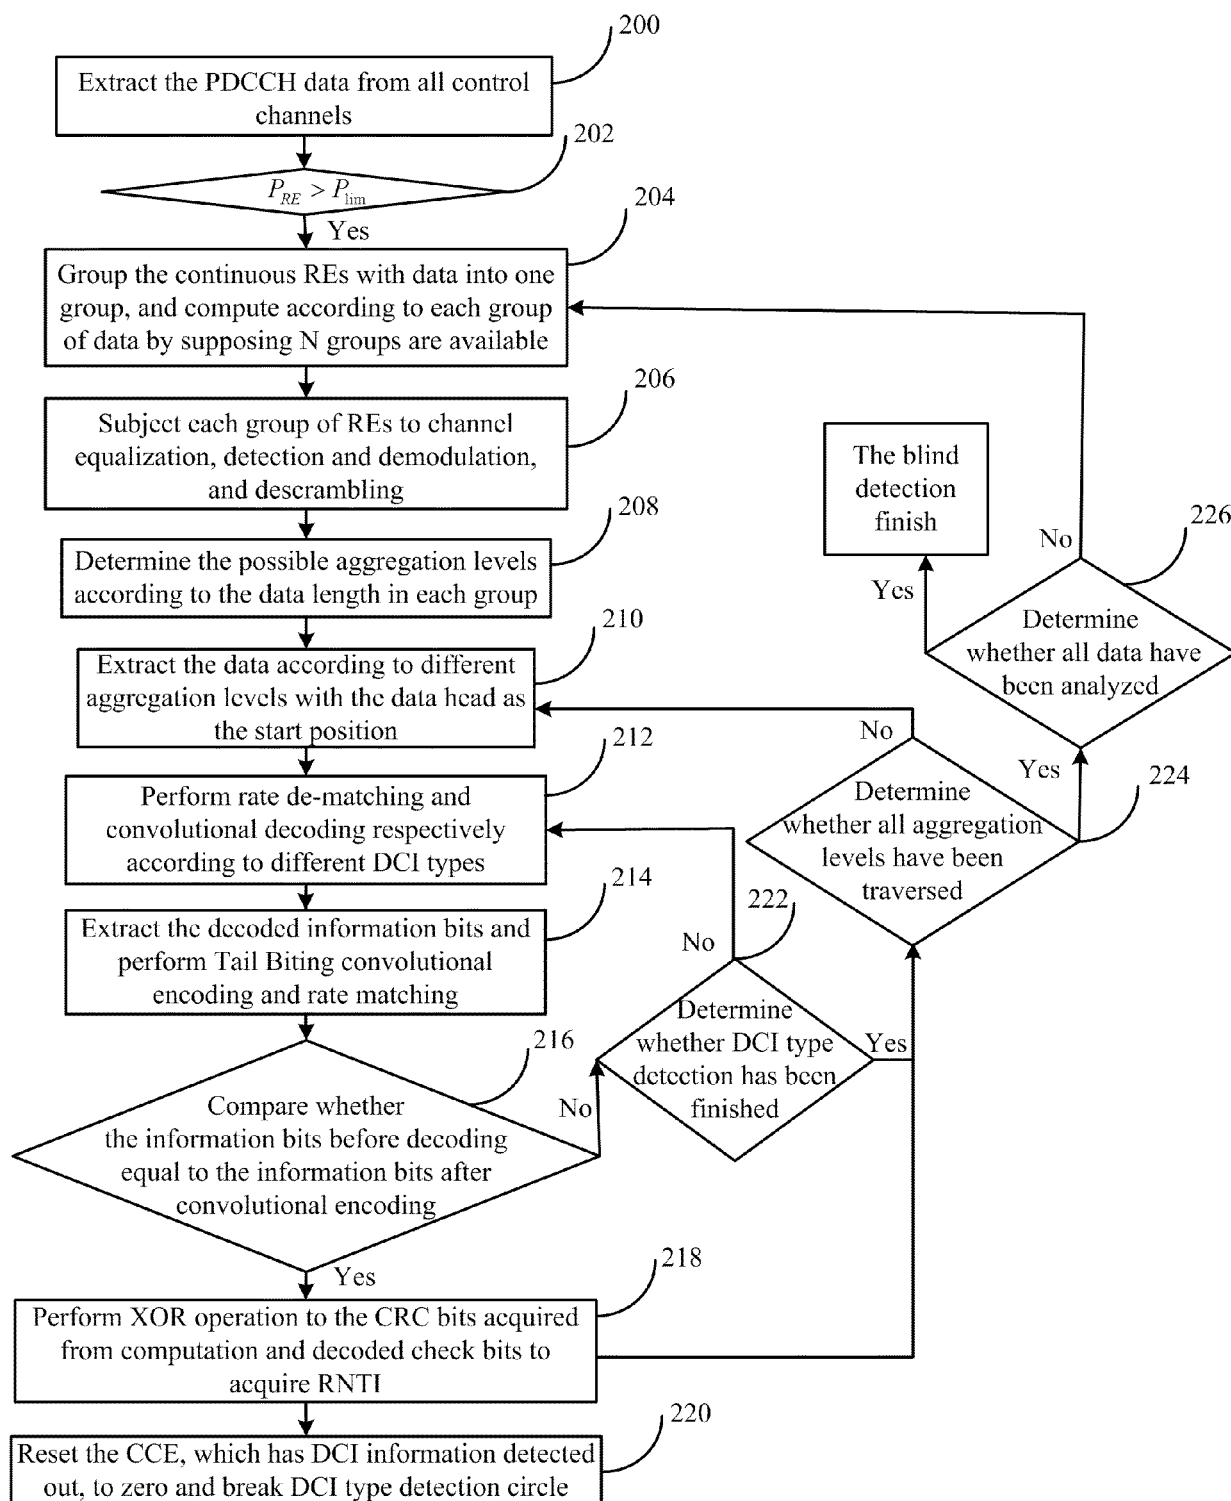 200
Extract the PDCCH data from all control
channels
202
P_RE > P_lim
Yes
204
Group the continuous REs with data into one
group, and compute according to each group
of data by supposing N groups are available
206
Subject each group of REs to channel
equalization, detection and demodulation,
and descrambling
208
Determine the possible aggregation levels
according to the data length in each group
210
Extract the data according to different
aggregation levels with the data head as
the start position
212
Perform rate de-matching and
convolutional decoding respectively
according to different DCI types
214
Extract the decoded information bits and
perform Tail Biting convolutional
encoding and rate matching
216
Compare whether
the information bits before decoding
equal to the information bits after
convolutional encoding
No
Yes
218
Perform XOR operation to the CRC bits acquired
from computation and decoded check bits to
acquire RNTI
220
Reset the CCE, which has DCI information detected
out, to zero and break DCI type detection circle
222
No
Determine
whether DCI type
detection has been
finished
Yes
224
No
Determine
whether all aggregation
levels have been
traversed
Yes
226
No
Determine
whether all data have
been analyzed
Yes
The blind
detection
finish